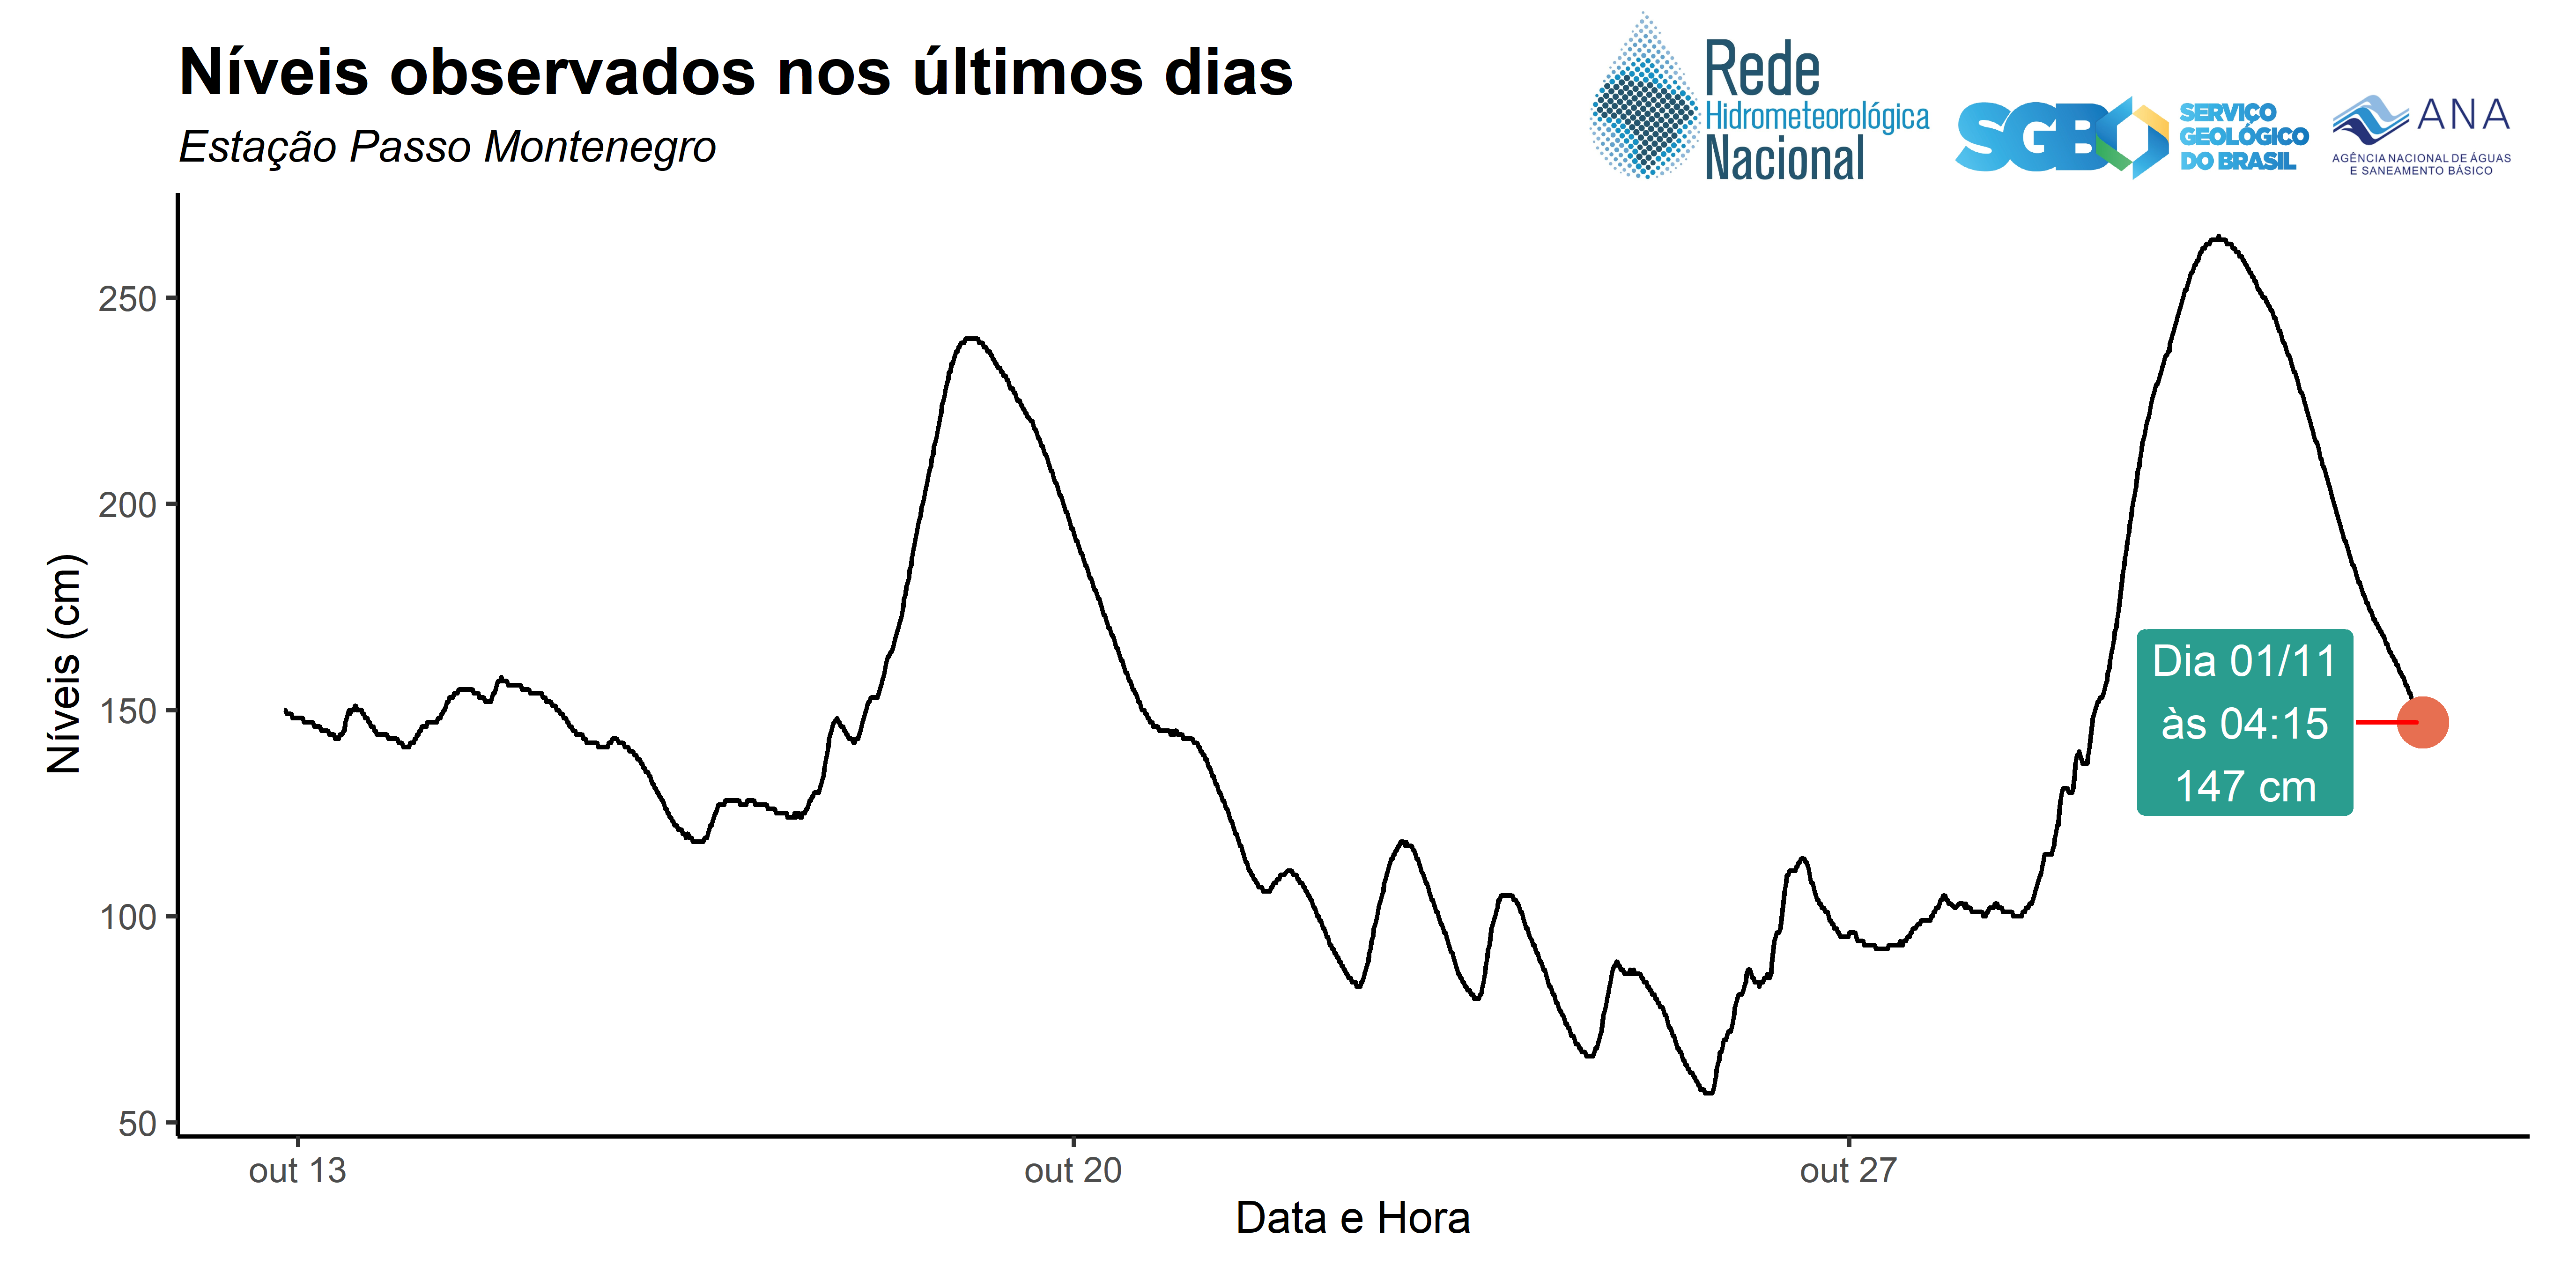 Níveis observados nos últimos dias
Estação Passo Montenegro
Rede
Hidrometeorológica
Nacional
SGB
SERVIÇO
GEOLÓGICO
DO BRASIL
ANA
AGÊNCIA NACIONAL DE ÁGUAS
E SANEAMENTO BÁSICO
Níveis (cm)
250
200
150
100
50
Dia 01/11
às 04:15
147 cm
out 13
out 20
out 27
Data e Hora